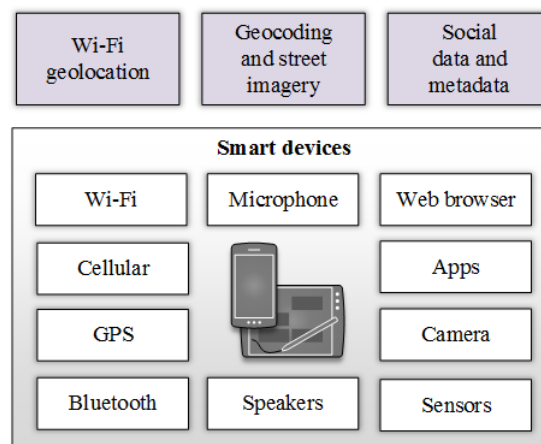 Wi-Fi
geolocation
Geocoding
and street
imagery
Social
data and
metadata
Smart devices
Wi-Fi
Microphone
Web browser
Cellular
Apps
GPS
Camera
Bluetooth
Speakers
Sensors